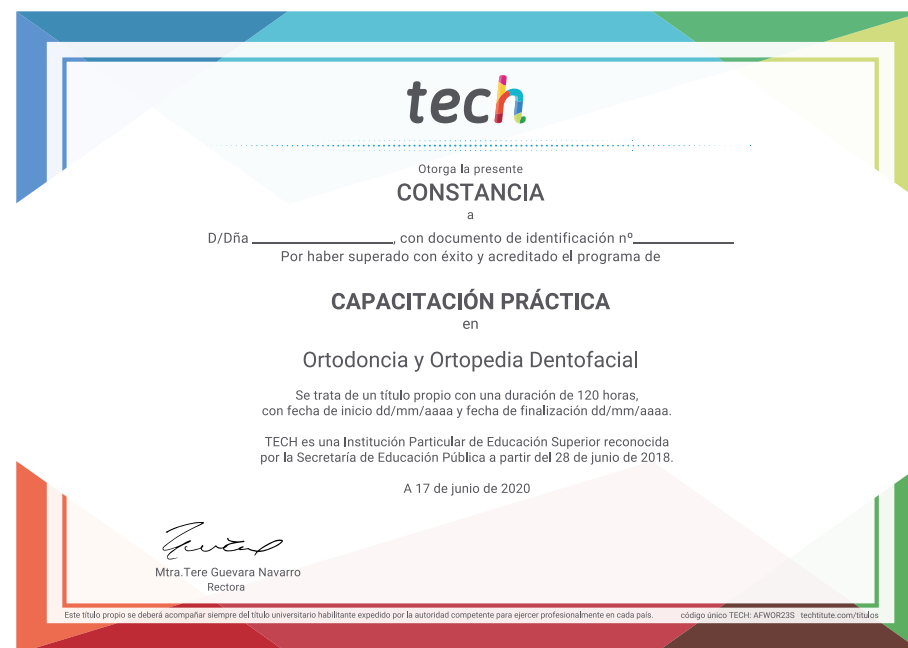 tech
Otorga la presente
CONSTANCIA
a
D/Dña ____________________, con documento de identificación nº______________
Por haber superado con éxito y acreditado el programa de
CAPACITACIÓN PRÁCTICA
en
Ortodoncia y Ortopedia Dentofacial
Se trata de un título propio con una duración de 120 horas,
con fecha de inicio dd/mm/aaaa y fecha de finalización dd/mm/aaaa.
TECH es una Institución Particular de Educación Superior reconocida
por la Secretaría de Educación Pública a partir del 28 de junio de 2018.
A 17 de junio de 2020
Mtra.Tere Guevara Navarro
Rectora
Este título propio se deberá acompañar siempre del título universitario habilitante expedido por la autoridad competente para ejercer profesionalmente en cada país. código único TECH: AFWOR23S techtitute.com/titulos